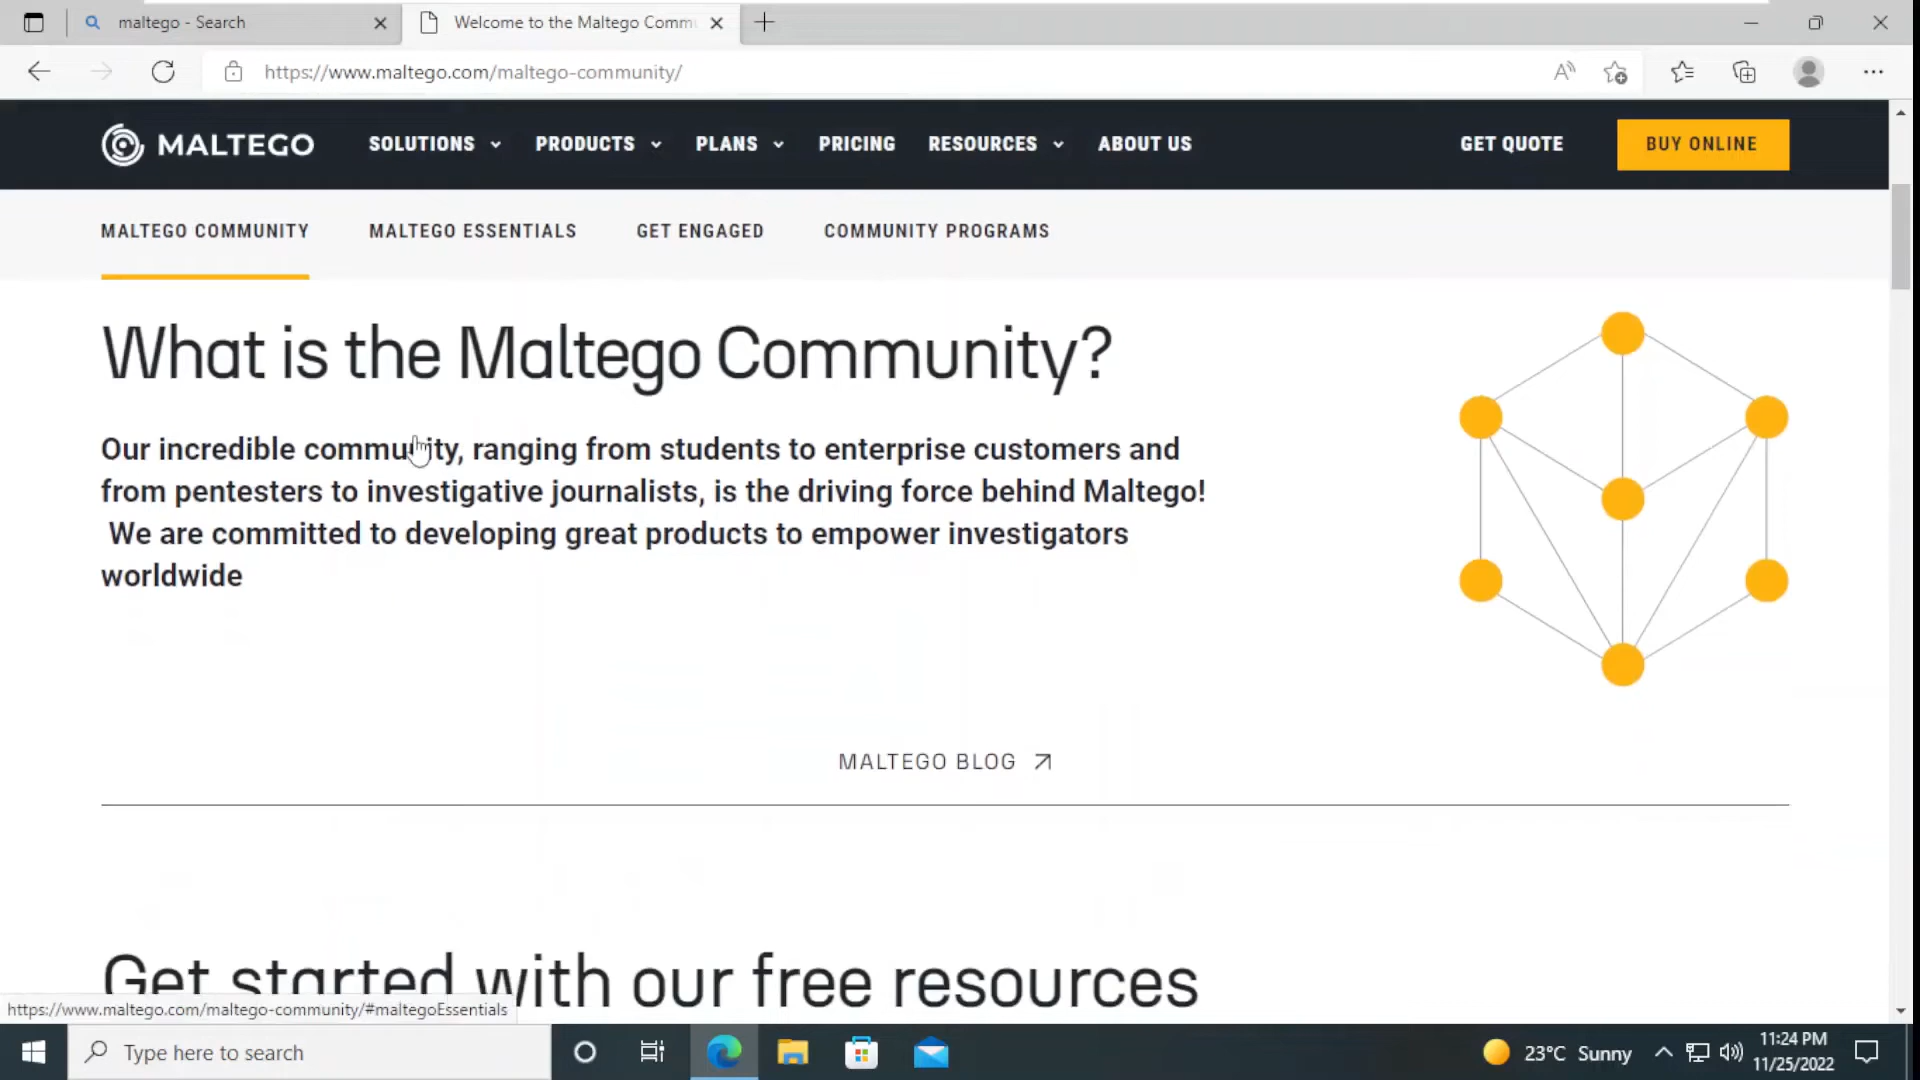 maltego - Search
Welcome to the Maltego Comm
https://www.maltego.com/maltego-community/
MALTEGO
SOLUTIONS
PRODUCTS
PLANS
PRICING
RESOURCES
ABOUT US
GET QUOTE
BUY ONLINE
MALTEGO COMMUNITY
MALTEGO ESSENTIALS
GET ENGAGED
COMMUNITY PROGRAMS
What is the Maltego Community?
Our incredible community, ranging from students to enterprise customers and
from pentesters to investigative journalists, is the driving force behind Maltego!
We are committed to developing great products to empower investigators
worldwide
MALTEGO BLOG
Get started with our free resources
https://www.maltego.com/maltego-community/#maltegoEssentials
Type here to search
23°C Sunny
11:24 PM
11/25/2022